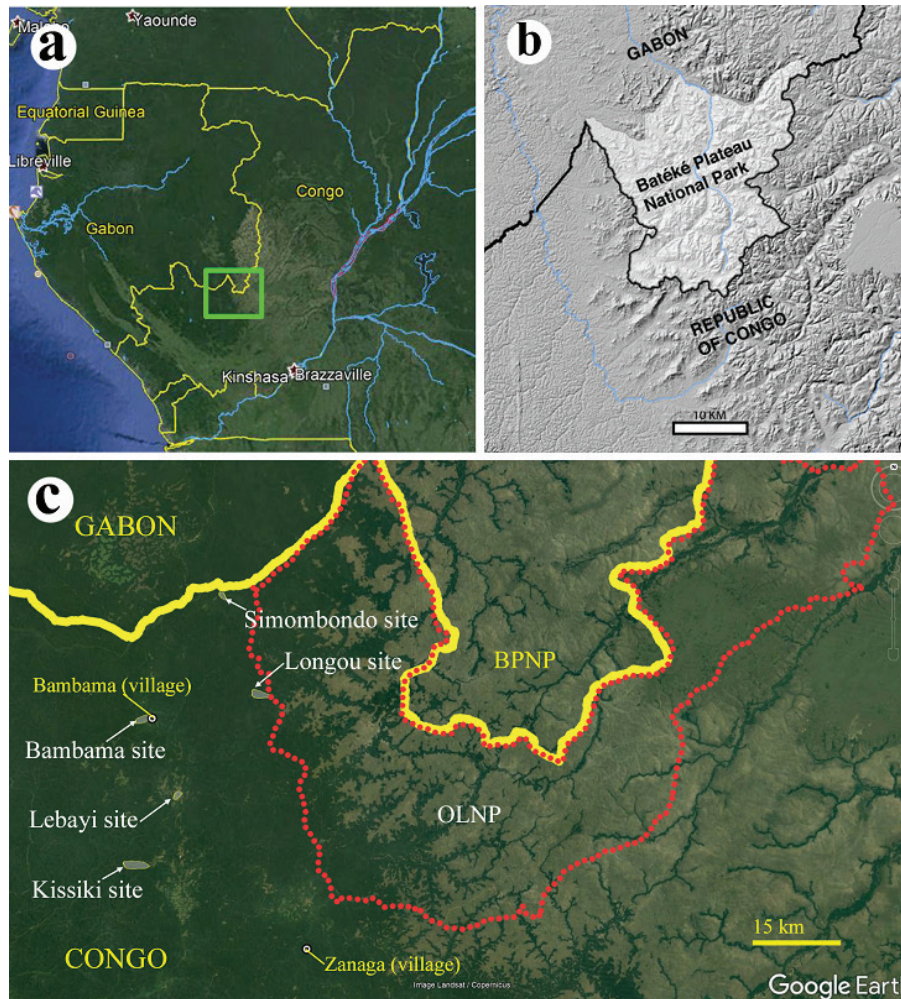 a
Yaounde
Equatorial Guinea
Libreville
Congo
Gabon
Kinshasa
Brazzaville
b
GABON
Batéké Plateau
National Park
REPUBLIC
OF CONGO
10 KM
c
GABON
Simombondo site
Longou site
BPNP
Bambama (village)
Bambama site
Lebayi site
OLNP
Kissiki site
CONGO
15 km
Zanaga (village)
Image Landsat / Copernicus
Google Eart